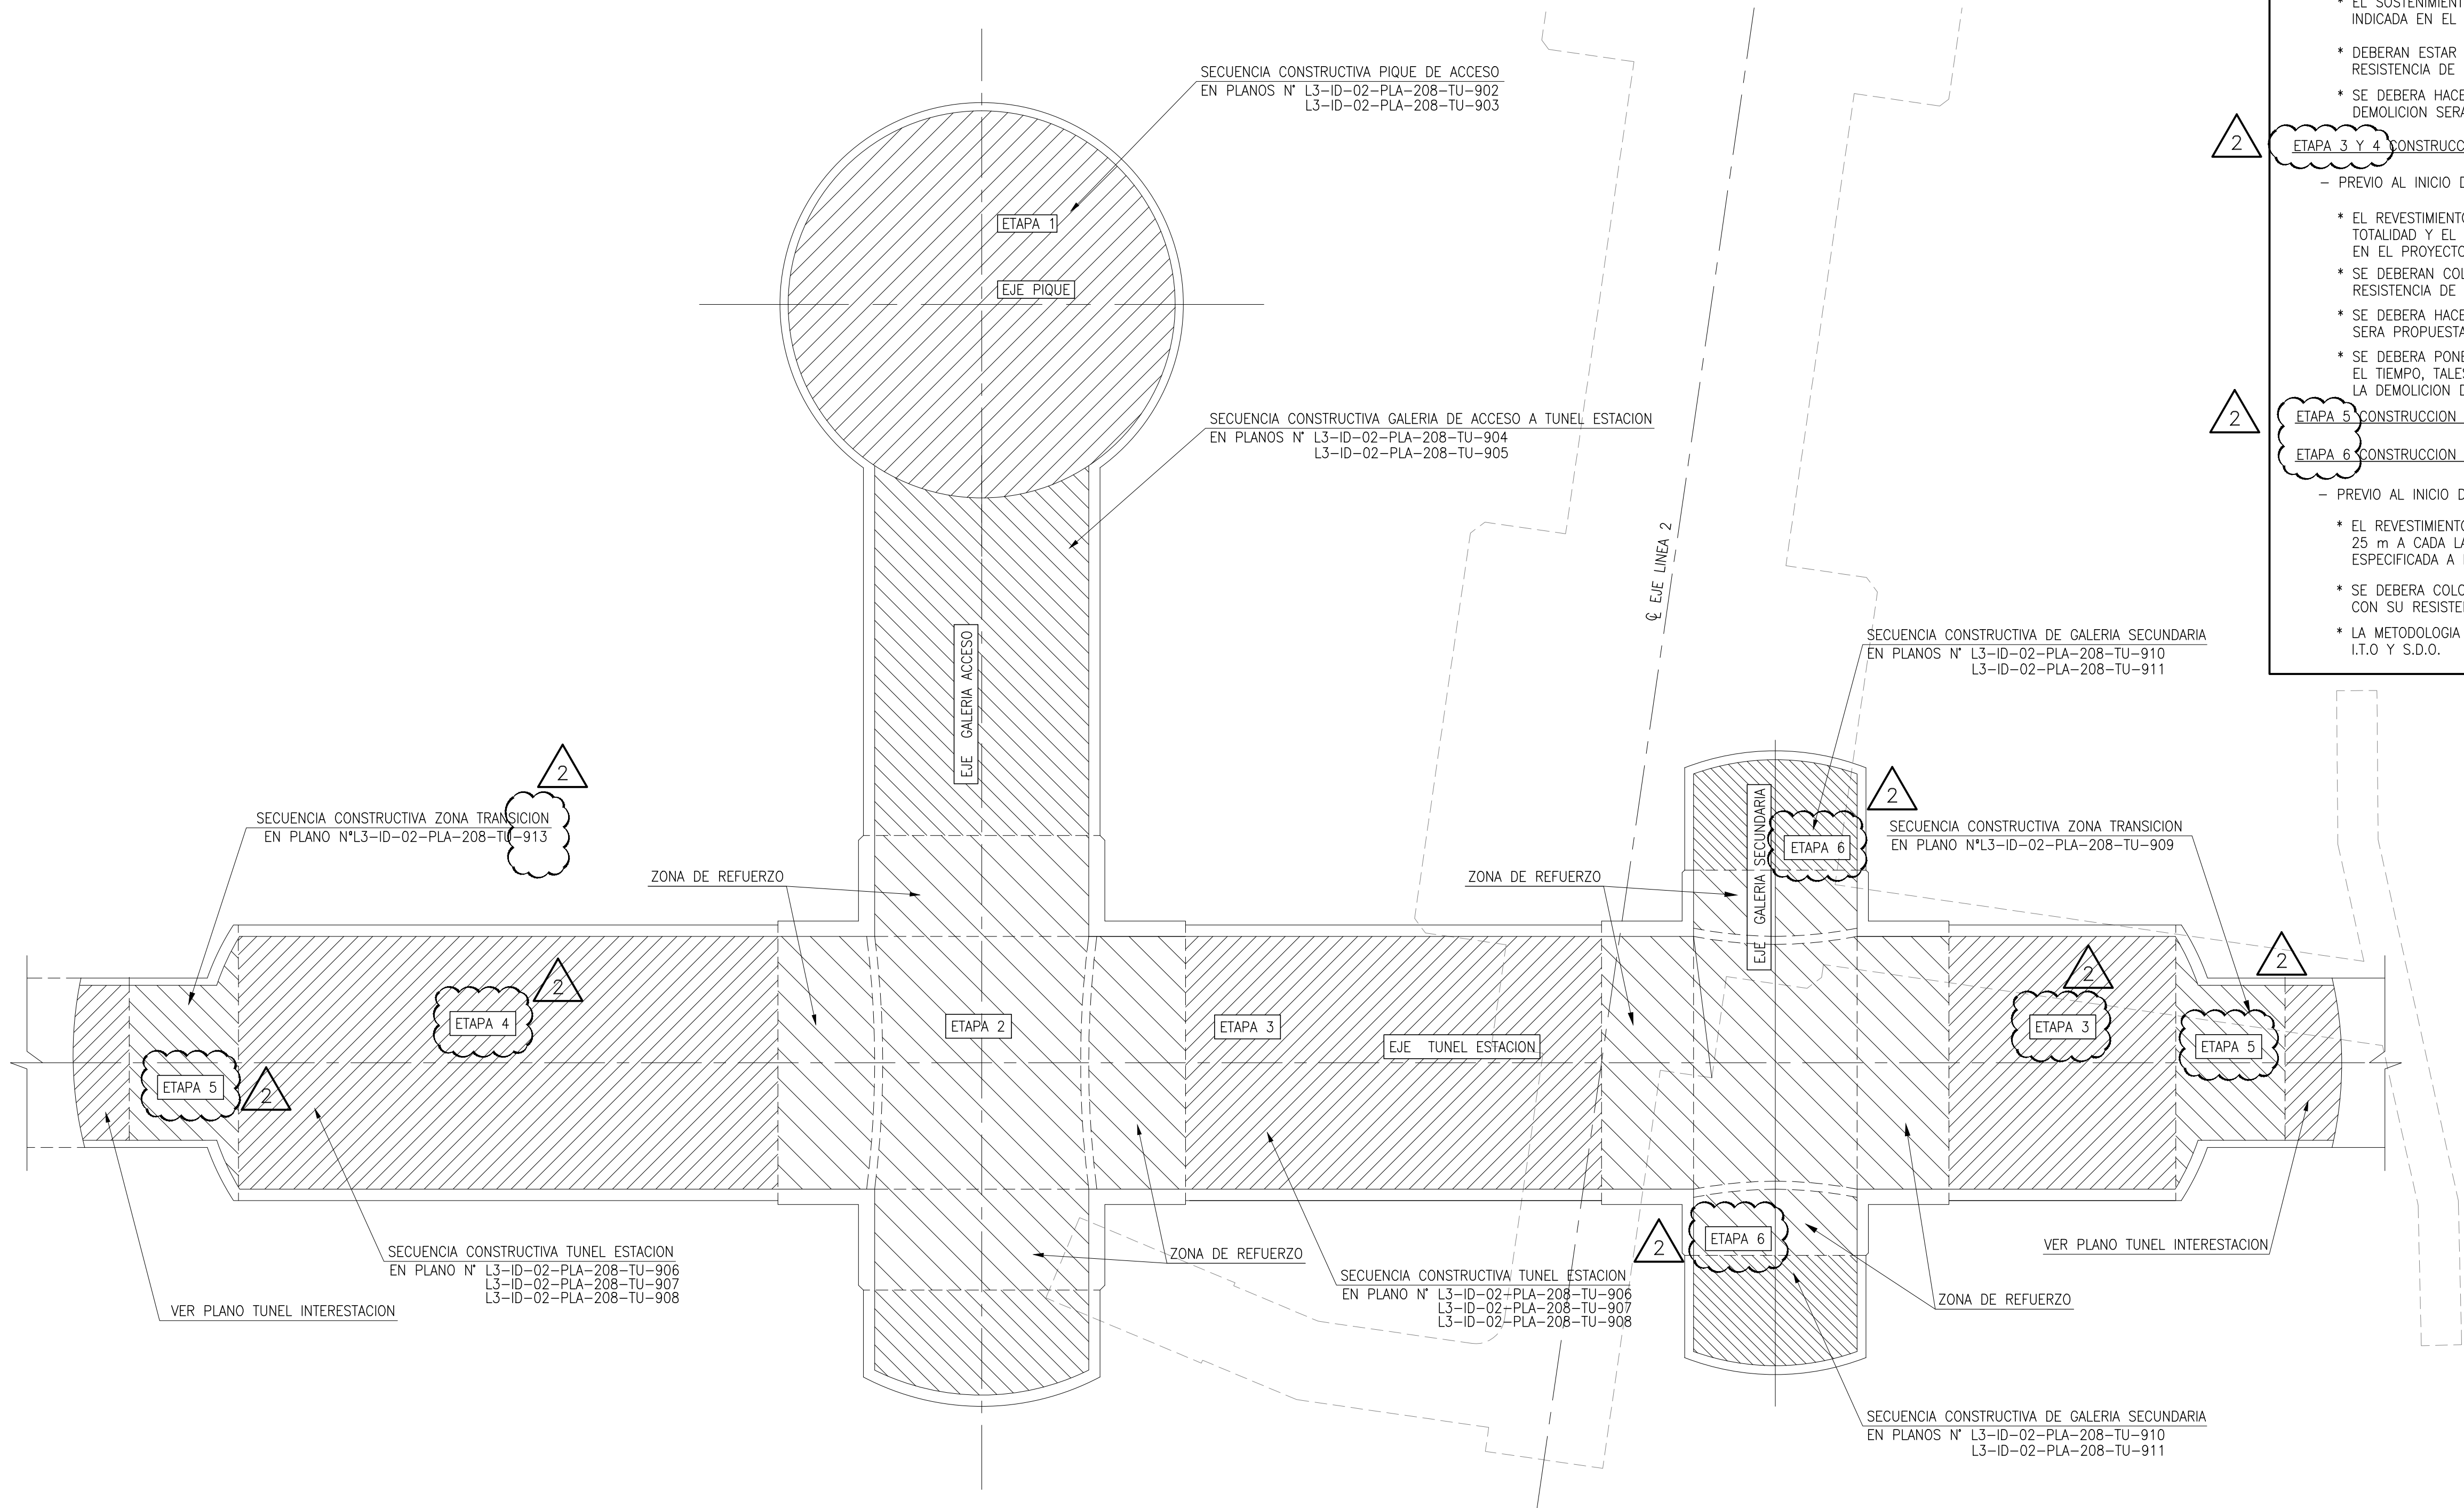 SECUENCIA CONSTRUCTIVA PIQUE DE ACCESO
EN PLANOS N° L3-ID-02-PLA-208-TU-902
L3-ID-02-PLA-208-TU-903
ETAPA 1
EJE PIQUE
SECUENCIA CONSTRUCTIVA GALERIA DE ACCESO A TUNEL ESTACION
EN PLANOS N° L3-ID-02-PLA-208-TU-904
L3-ID-02-PLA-208-TU-905
EJE GALERIA ACCESO
℄ EJE LINEA 2
SECUENCIA CONSTRUCTIVA DE GALERIA SECUNDARIA
EN PLANOS N° L3-ID-02-PLA-208-TU-910
L3-ID-02-PLA-208-TU-911
2
SECUENCIA CONSTRUCTIVA ZONA TRANSICION
EN PLANO N°L3-ID-02-PLA-208-TU-913
ZONA DE REFUERZO
ZONA DE REFUERZO
EJE GALERIA SECUNDARIA
2
ETAPA 6
SECUENCIA CONSTRUCTIVA ZONA TRANSICION
EN PLANO N°L3-ID-02-PLA-208-TU-909
2
ETAPA 4
ETAPA 2
ETAPA 3
EJE TUNEL ESTACION
2
ETAPA 3
2
ETAPA 5
ETAPA 5
2
SECUENCIA CONSTRUCTIVA TUNEL ESTACION
EN PLANO N° L3-ID-02-PLA-208-TU-906
L3-ID-02-PLA-208-TU-907
L3-ID-02-PLA-208-TU-908
VER PLANO TUNEL INTERESTACION
ZONA DE REFUERZO
SECUENCIA CONSTRUCTIVA TUNEL ESTACION
EN PLANO N° L3-ID-02-PLA-208-TU-906
L3-ID-02-PLA-208-TU-907
L3-ID-02-PLA-208-TU-908
2
ETAPA 6
VER PLANO TUNEL INTERESTACION
ZONA DE REFUERZO
SECUENCIA CONSTRUCTIVA DE GALERIA SECUNDARIA
EN PLANOS N° L3-ID-02-PLA-208-TU-910
L3-ID-02-PLA-208-TU-911
* EL SOSTENIMIENT
INDICADA EN EL
* DEBERAN ESTAR
RESISTENCIA DE
* SE DEBERA HACE
DEMOLICION SERA
2
ETAPA 3 Y 4 CONSTRUCC
- PREVIO AL INICIO D
* EL REVESTIMIENTO
TOTALIDAD Y EL
EN EL PROYECTO
* SE DEBERAN COL
RESISTENCIA DE
* SE DEBERA HACE
SERA PROPUESTA
* SE DEBERA PONE
EL TIEMPO, TALES
LA DEMOLICION D
2
ETAPA 5 CONSTRUCCION
ETAPA 6 CONSTRUCCION
- PREVIO AL INICIO D
* EL REVESTIMIENTO
25 m A CADA LA
ESPECIFICADA A
* SE DEBERA COLO
CON SU RESISTE
* LA METODOLOGIA
I.T.O Y S.D.O.